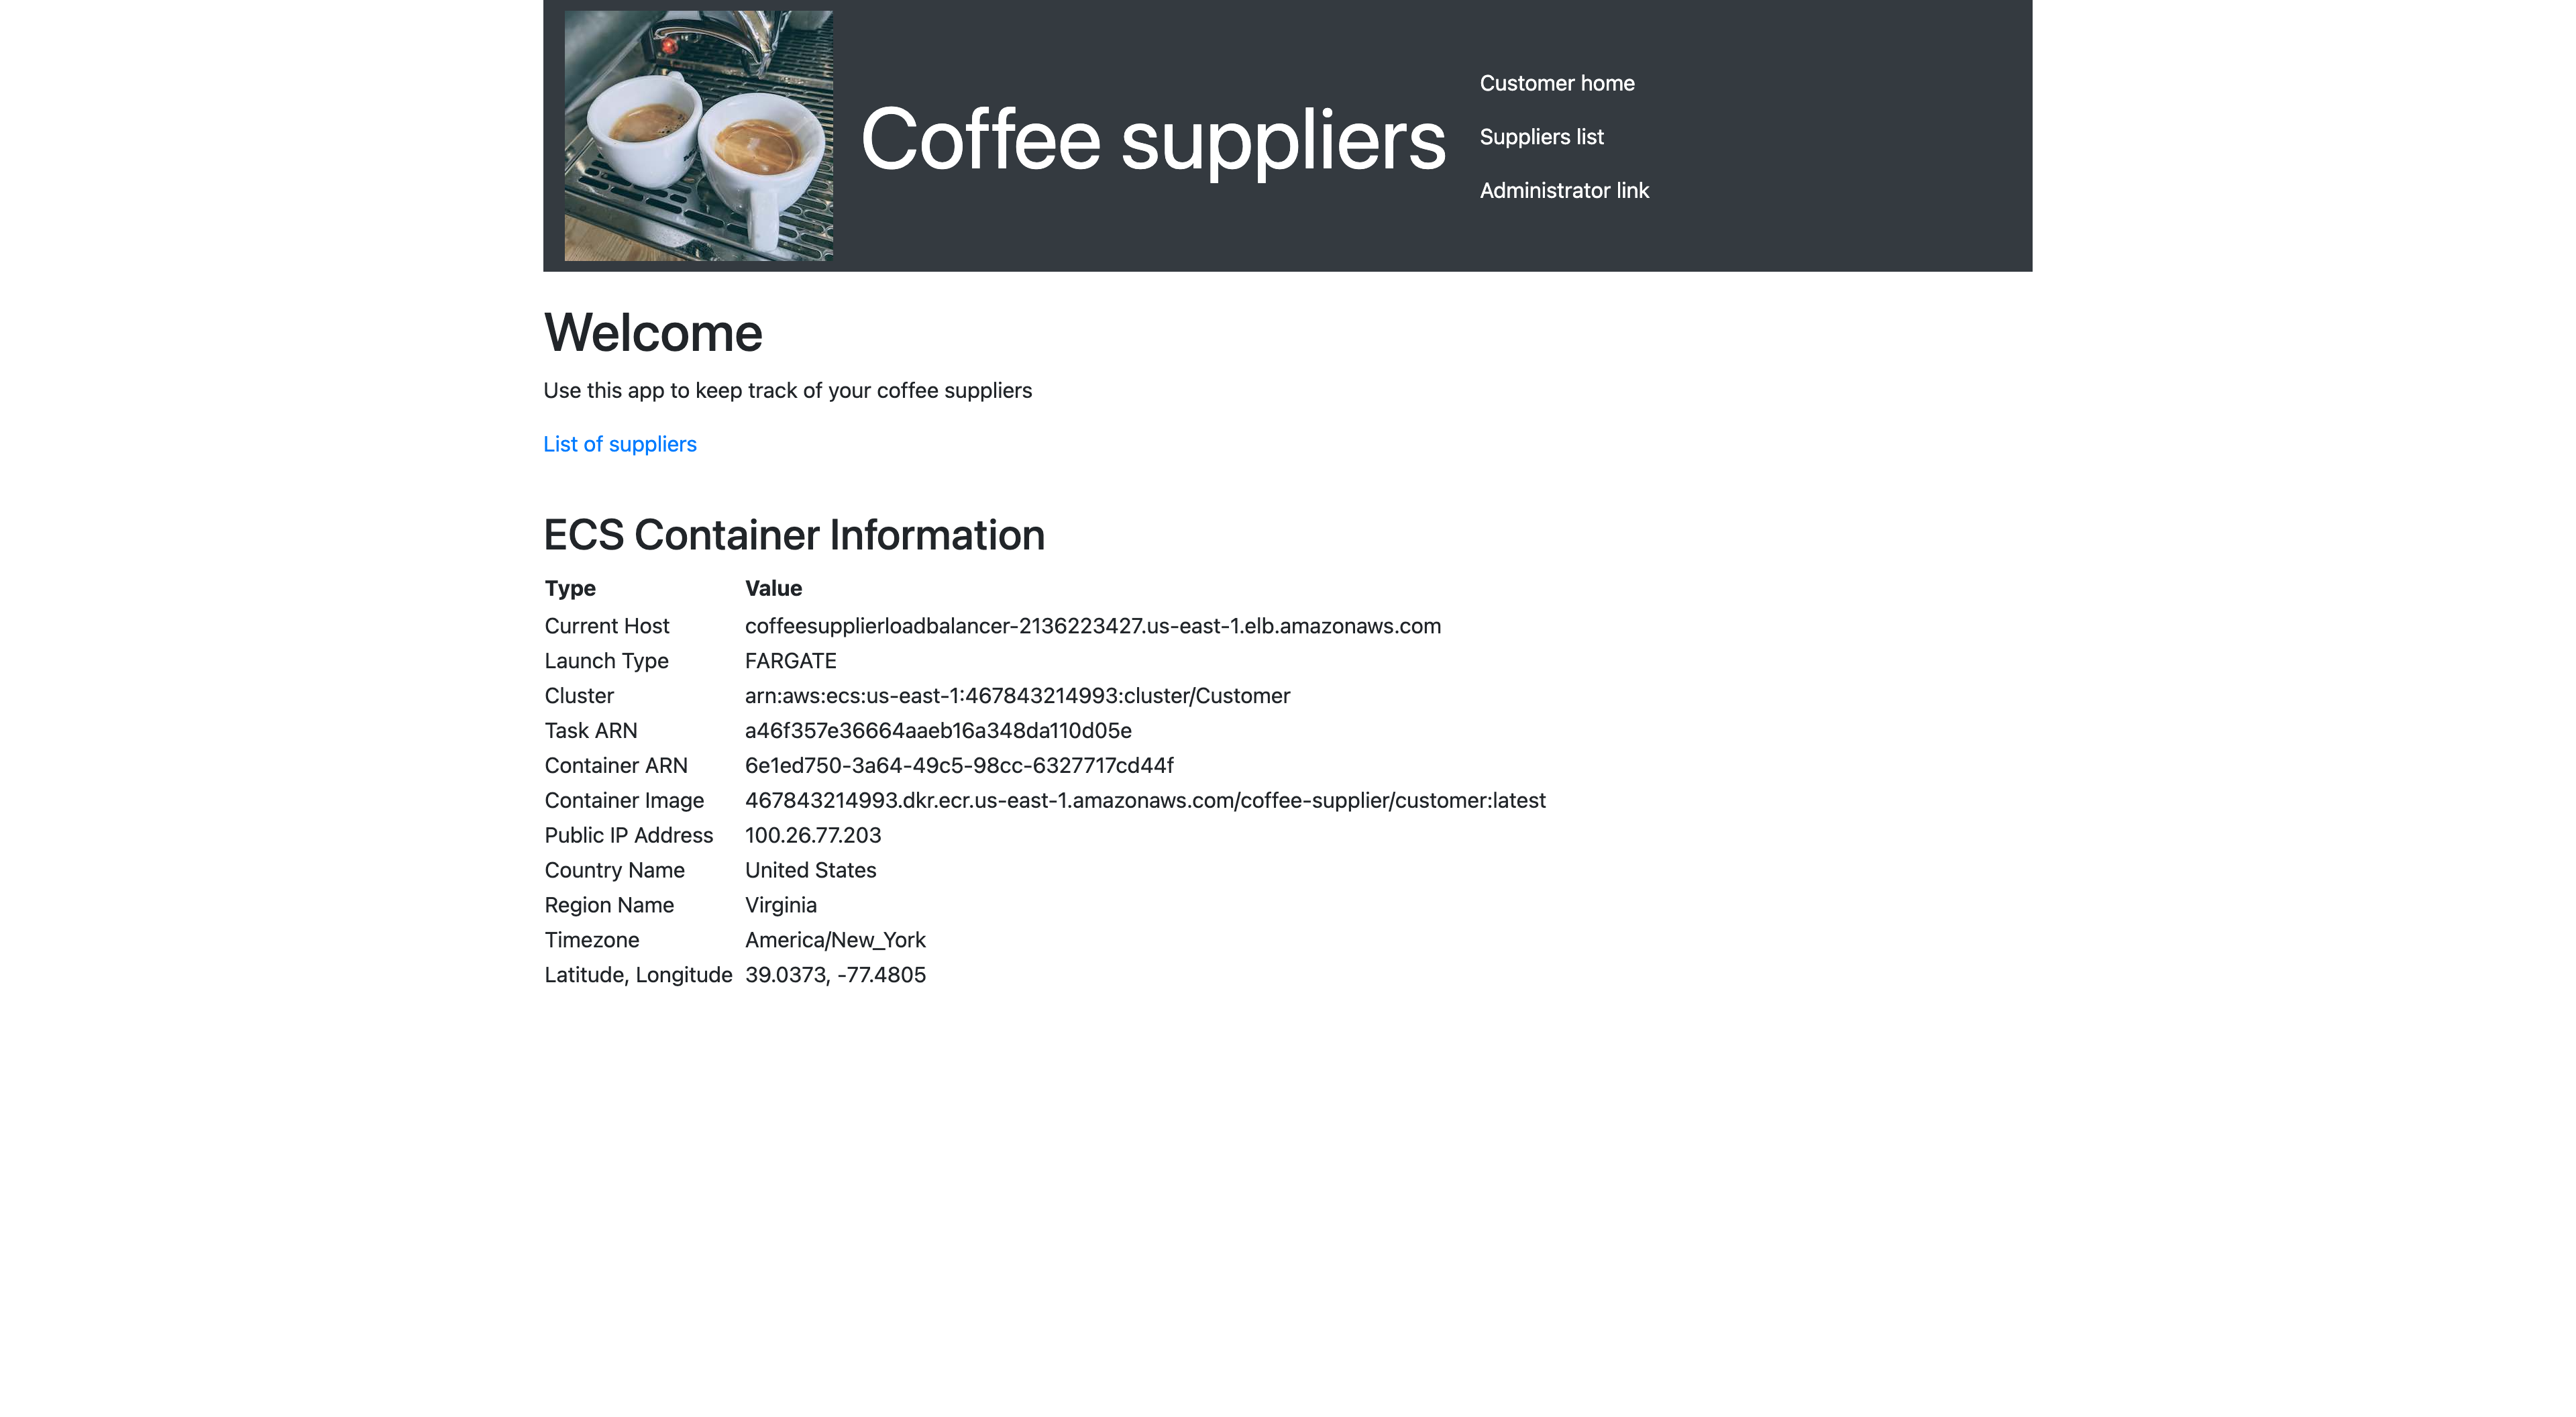 Coffee suppliers
Customer home
Suppliers list
Administrator link
Welcome
Use this app to keep track of your coffee suppliers
List of suppliers
ECS Container Information
Type Value
Current Host coffeesupplierloadbalancer-2136223427.us-east-1.elb.amazonaws.com
Launch Type FARGATE
Cluster arn:aws:ecs:us-east-1:467843214993:cluster/Customer
Task ARN a46f357e36664aaeb16a348da110d05e
Container ARN 6e1ed750-3a64-49c5-98cc-6327717cd44f
Container Image 467843214993.dkr.ecr.us-east-1.amazonaws.com/coffee-supplier/customer:latest
Public IP Address 100.26.77.203
Country Name United States
Region Name Virginia
Timezone America/New_York
Latitude, Longitude 39.0373, -77.4805